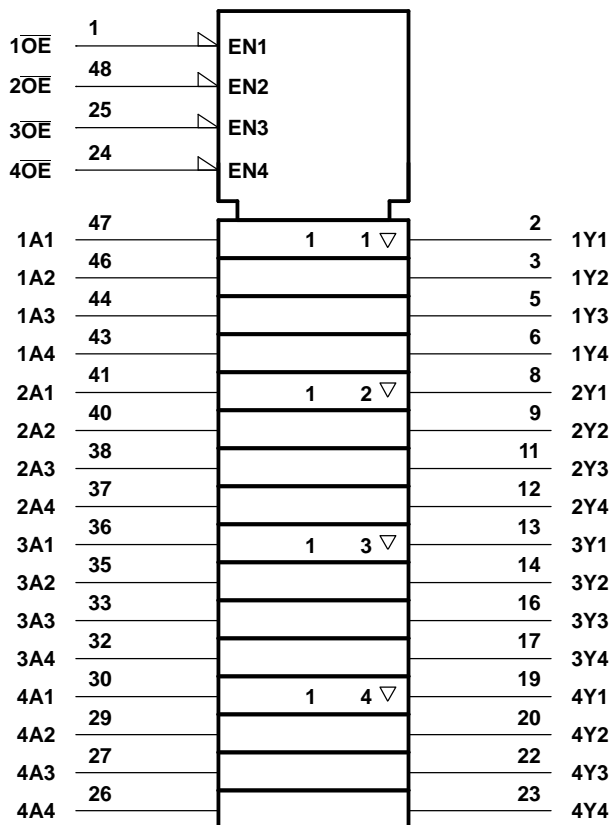 1O̅E̅ 1 EN1
2O̅E̅ 48 EN2
3O̅E̅ 25 EN3
4O̅E̅ 24 EN4
1A1 47 1 1 ▽ 2 1Y1
1A2 46 3 1Y2
1A3 44 5 1Y3
1A4 43 6 1Y4
2A1 41 1 2 ▽ 8 2Y1
2A2 40 9 2Y2
2A3 38 11 2Y3
2A4 37 12 2Y4
3A1 36 1 3 ▽ 13 3Y1
3A2 35 14 3Y2
3A3 33 16 3Y3
3A4 32 17 3Y4
4A1 30 1 4 ▽ 19 4Y1
4A2 29 20 4Y2
4A3 27 22 4Y3
4A4 26 23 4Y4